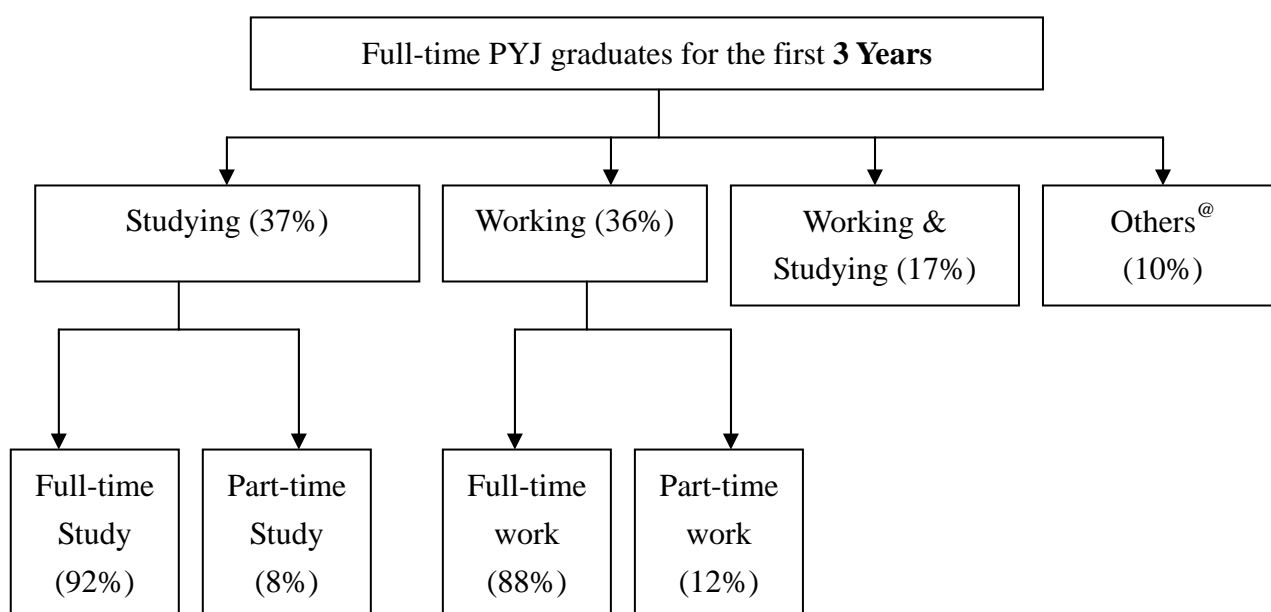 Full-time PYJ graduates for the first 3 Years
Studying (37%)
Working (36%)
Working &
Studying (17%)
Others@
(10%)
Full-time
Study
(92%)
Part-time
Study
(8%)
Full-time
work
(88%)
Part-time
work
(12%)